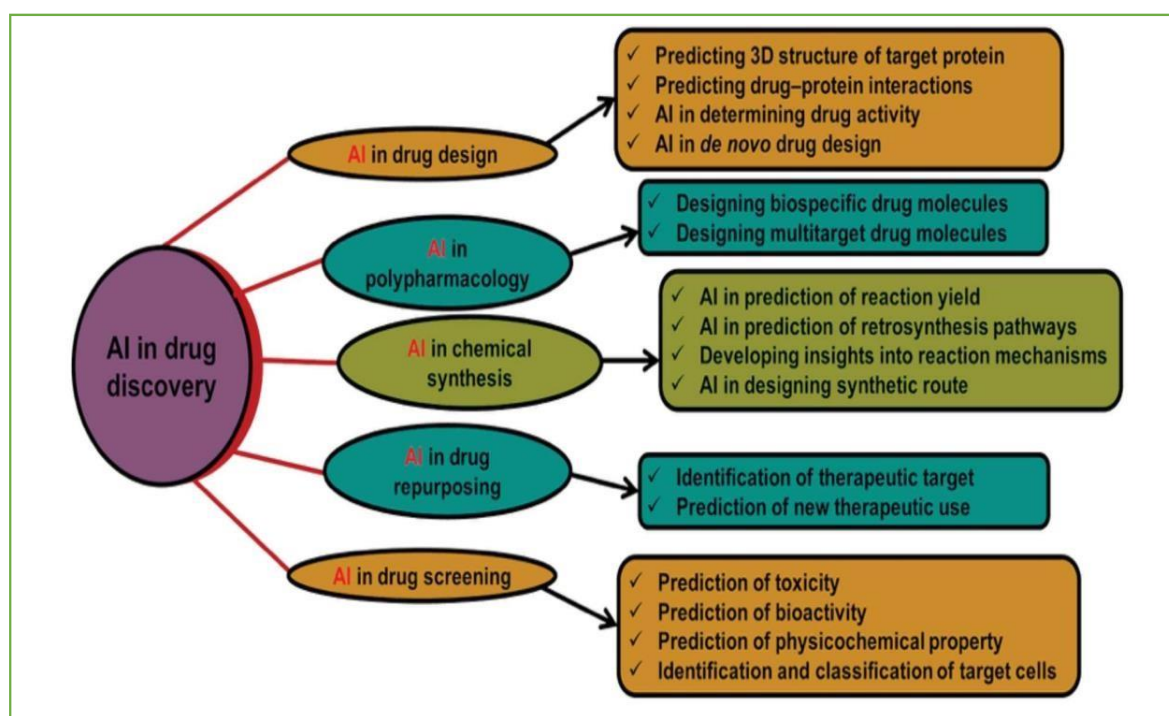 AI in drug
discovery
AI in drug design
✓ Predicting 3D structure of target protein
✓ Predicting drug–protein interactions
✓ AI in determining drug activity
✓ AI in de novo drug design
AI in
polypharmacology
✓ Designing biospecific drug molecules
✓ Designing multitarget drug molecules
AI in chemical
synthesis
✓ AI in prediction of reaction yield
✓ AI in prediction of retrosynthesis pathways
✓ Developing insights into reaction mechanisms
✓ AI in designing synthetic route
AI in drug
repurposing
✓ Identification of therapeutic target
✓ Prediction of new therapeutic use
AI in drug screening
✓ Prediction of toxicity
✓ Prediction of bioactivity
✓ Prediction of physicochemical property
✓ Identification and classification of target cells